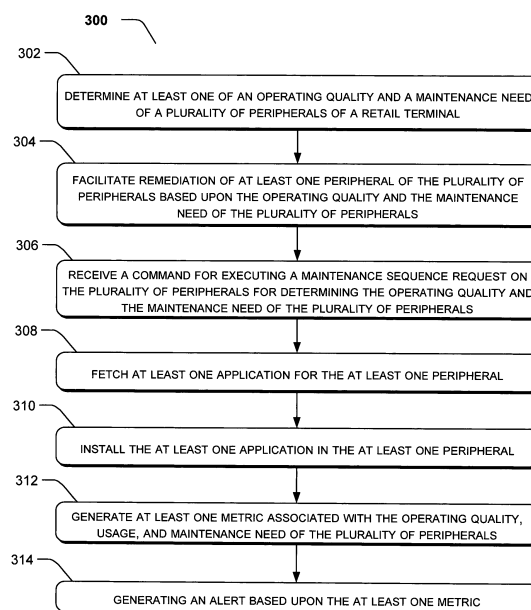 300
302
DETERMINE AT LEAST ONE OF AN OPERATING QUALITY AND A MAINTENANCE NEED
OF A PLURALITY OF PERIPHERALS OF A RETAIL TERMINAL
304
FACILITATE REMEDIATION OF AT LEAST ONE PERIPHERAL OF THE PLURALITY OF
PERIPHERALS BASED UPON THE OPERATING QUALITY AND THE MAINTENANCE
NEED OF THE PLURALITY OF PERIPHERALS
306
RECEIVE A COMMAND FOR EXECUTING A MAINTENANCE SEQUENCE REQUEST ON
THE PLURALITY OF PERIPHERALS FOR DETERMINING THE OPERATING QUALITY AND
THE MAINTENANCE NEED OF THE PLURALITY OF PERIPHERALS
308
FETCH AT LEAST ONE APPLICATION FOR THE AT LEAST ONE PERIPHERAL
310
INSTALL THE AT LEAST ONE APPLICATION IN THE AT LEAST ONE PERIPHERAL
312
GENERATE AT LEAST ONE METRIC ASSOCIATED WITH THE OPERATING QUALITY,
USAGE, AND MAINTENANCE NEED OF THE PLURALITY OF PERIPHERALS
314
GENERATING AN ALERT BASED UPON THE AT LEAST ONE METRIC